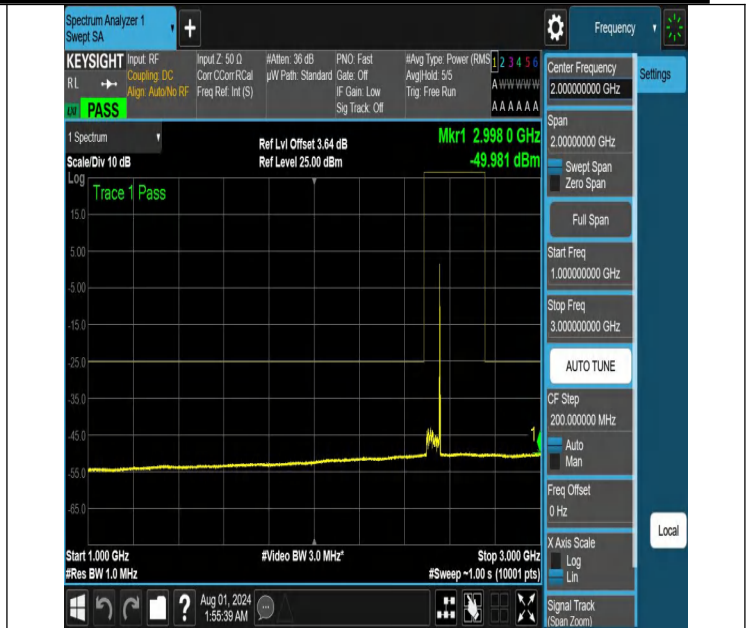 Spectrum Analyzer 1
Swept SA
+
Frequency
KEYSIGHT
RL
LXI
PASS
Input: RF
Coupling: DC
Align: Auto/No RF
Input Z: 50 Ω
Corr CCorr RCal
Freq Ref: Int (S)
#Atten: 36 dB
µW Path: Standard
PNO: Fast
Gate: Off
IF Gain: Low
Sig Track: Off
#Avg Type: Power (RMS
Avg|Hold: 5/5
Trig: Free Run
1 2 3 4 5 6
A W W W W W
A A A A A A
1 Spectrum
Scale/Div 10 dB
Ref Lvl Offset 3.64 dB
Ref Level 25.00 dBm
Mkr1 2.998 0 GHz
-49.981 dBm
Log
Trace 1 Pass
15.0
5.00
-5.00
-15.0
-25.0
-35.0
-45.0
-55.0
-65.0
1
Start 1.000 GHz
#Res BW 1.0 MHz
#Video BW 3.0 MHz*
Stop 3.000 GHz
#Sweep ~1.00 s (10001 pts)
Center Frequency
2.000000000 GHz
Settings
Span
2.00000000 GHz
Swept Span
Zero Span
Full Span
Start Freq
1.000000000 GHz
Stop Freq
3.000000000 GHz
AUTO TUNE
CF Step
200.000000 MHz
Auto
Man
Freq Offset
0 Hz
X Axis Scale
Log
Lin
Local
Signal Track
(Span Zoom)
?
Aug 01, 2024
1:55:39 AM